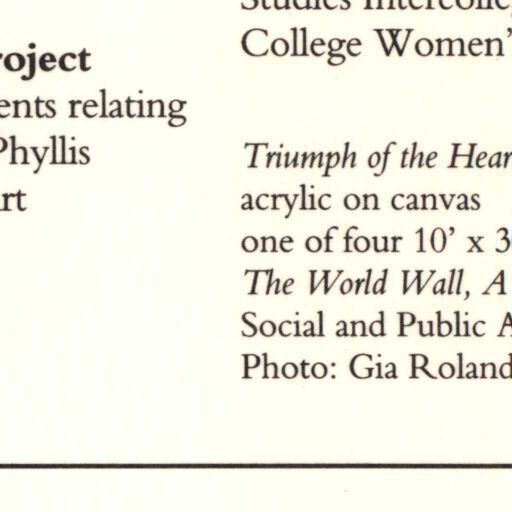 roject
ents relating
Phyllis
rt
Studies Intercolleg
College Women'
Triumph of the Hear
acrylic on canvas
one of four 10' x 3
The World Wall, A
Social and Public A
Photo: Gia Roland